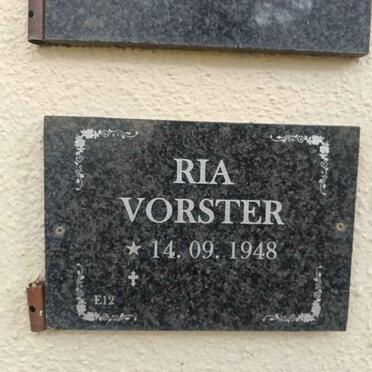 RIA
VORSTER
★ 14. 09. 1948
✝
E12